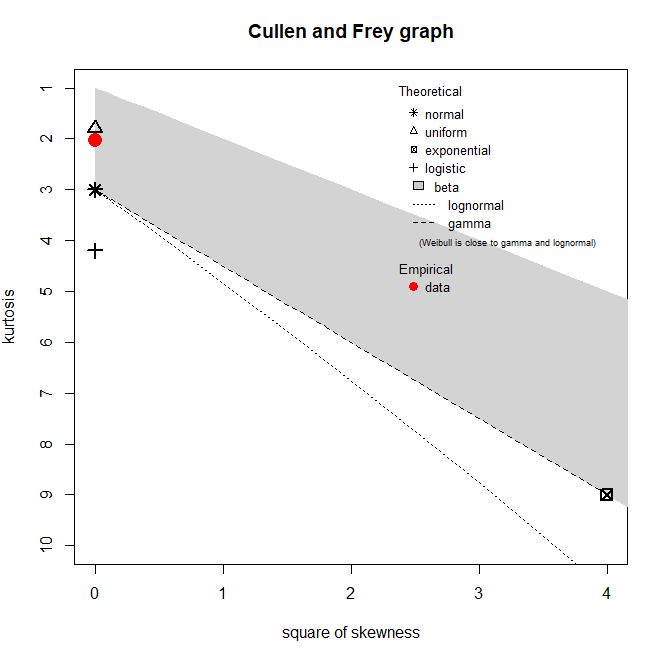 Cullen and Frey graph
Theoretical
normal
uniform
exponential
logistic
beta
lognormal
gamma
(Weibull is close to gamma and lognormal)
Empirical
data
kurtosis
1
2
3
4
5
6
7
8
9
10
0 1 2 3 4
square of skewness